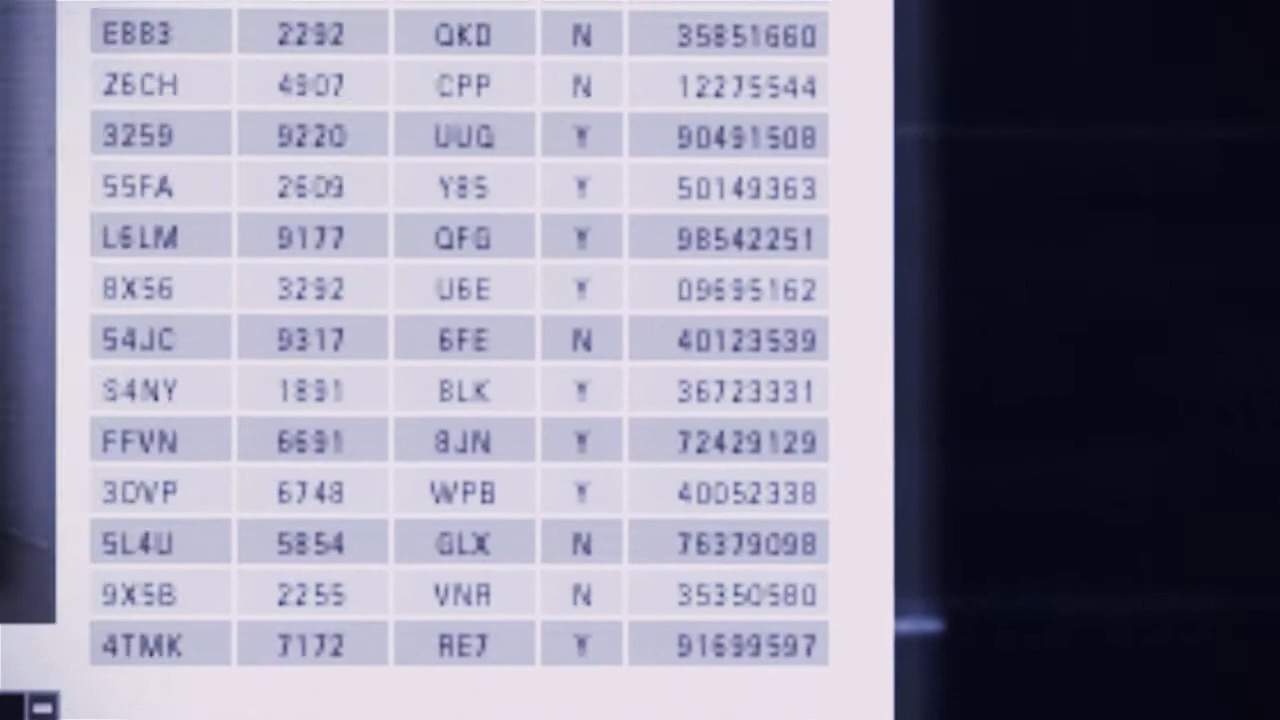 EBB3 2292 QKD N 35851660
Z6CH 4907 CPP N 12275544
3259 9220 UUQ Y 90491508
55FA 2609 Y85 Y 50149363
L6LM 9177 QFG Y 98542251
8X56 3292 U6E Y 09695162
54JC 9317 6FE N 40123539
S4NY 1891 BLK Y 36723331
FFVN 6691 8JN Y 72429129
3DVP 6748 WPB Y 40052338
5L4U 5854 GLX N 76379098
9X5B 2255 VNR N 35350580
4TMK 7172 RE7 Y 91699597